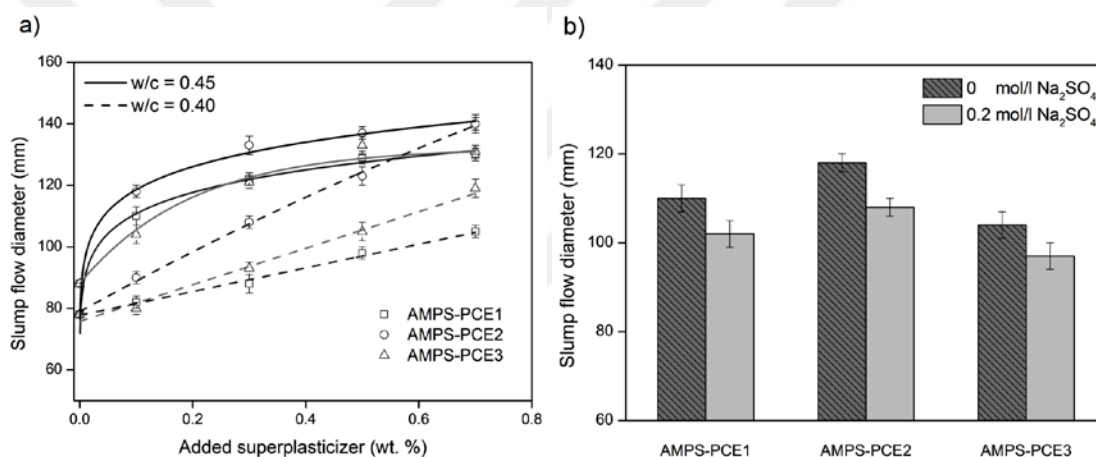 a)
160
140
120
100
80
60
0.0 0.2 0.4 0.6 0.8
Slump flow diameter (mm)
Added superplasticizer (wt. %)
w/c = 0.45
w/c = 0.40
AMPS-PCE1
AMPS-PCE2
AMPS-PCE3
b)
140
120
100
80
60
Slump flow diameter (mm)
0 mol/l Na₂SO₄
0.2 mol/l Na₂SO₄
AMPS-PCE1 AMPS-PCE2 AMPS-PCE3